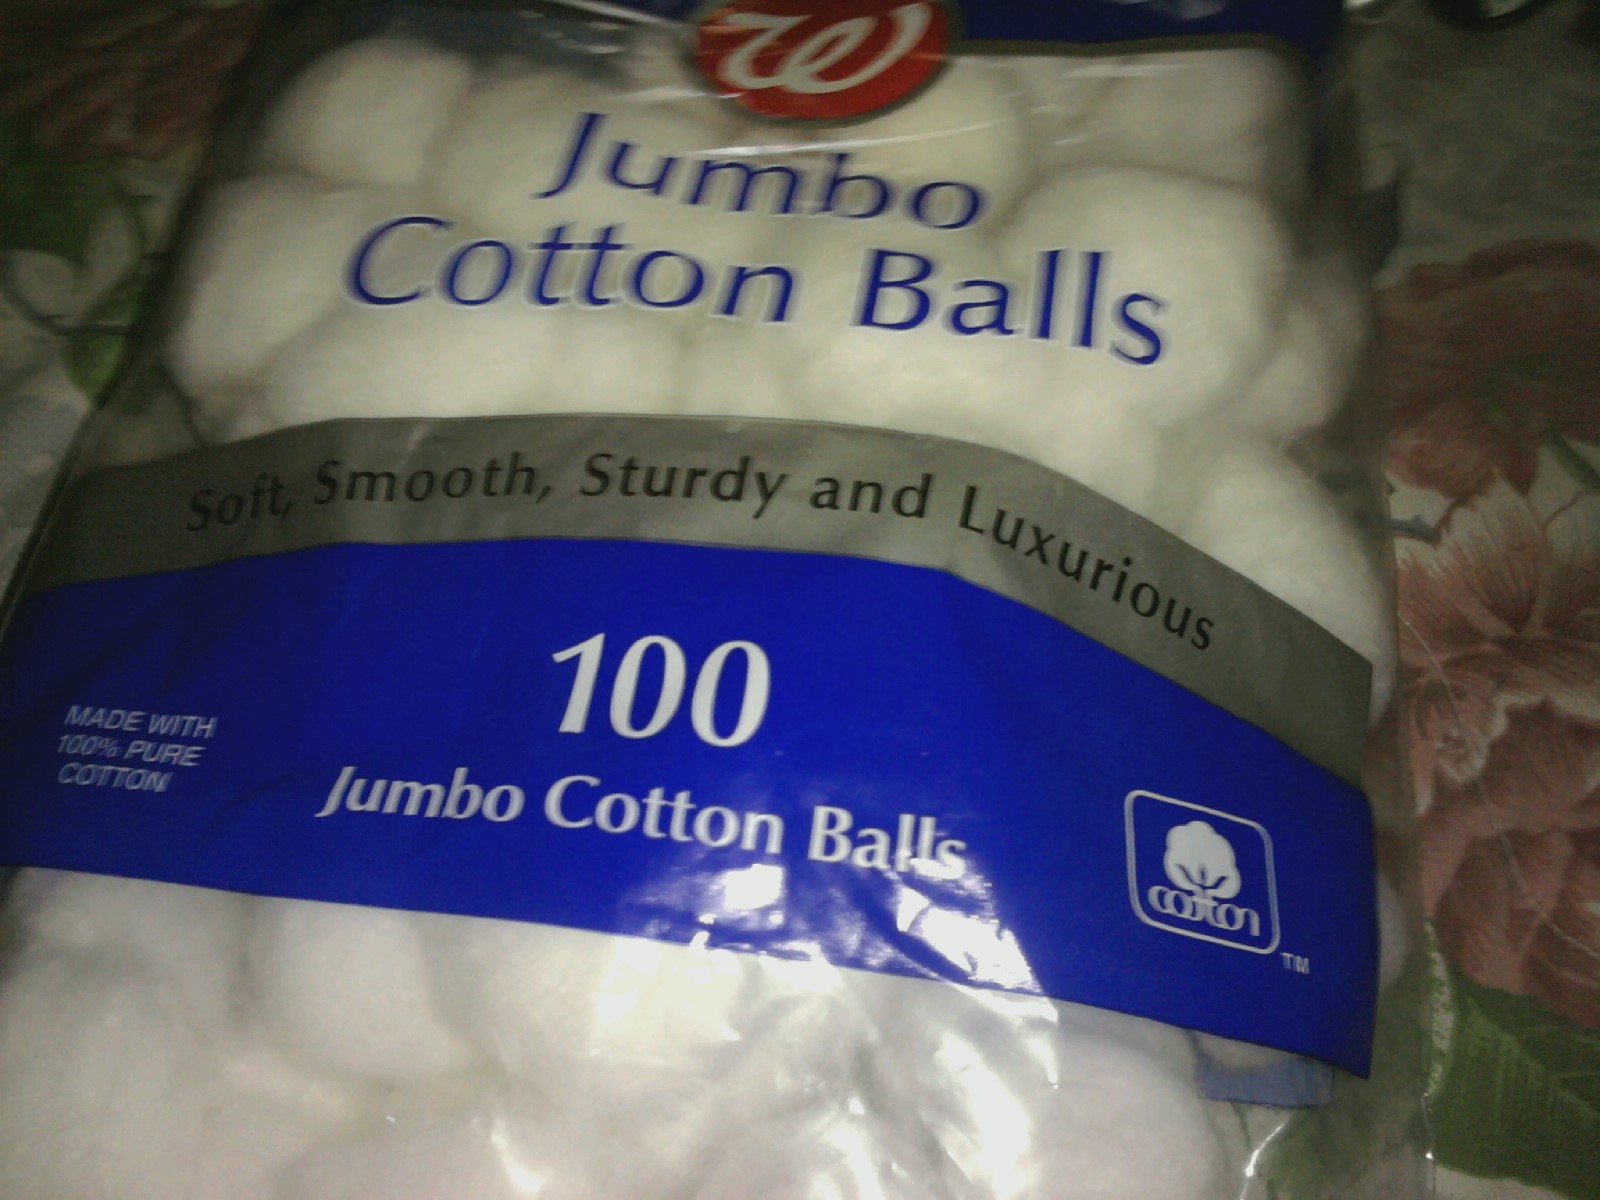 W
Jumbo
Cotton Balls
Soft, Smooth, Sturdy and Luxurious
100
Jumbo Cotton Balls
MADE WITH
100% PURE
COTTON
cotton
TM